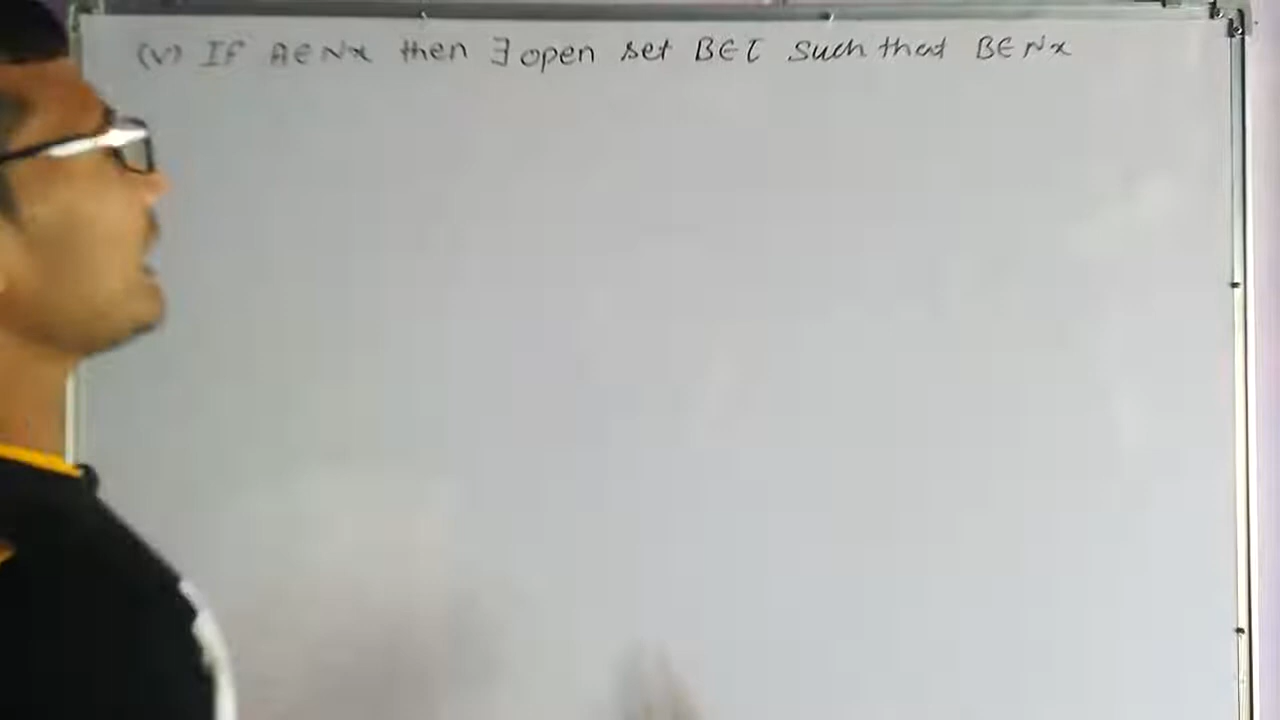 (v) If A∈Nx then ∃ open set B∈τ such that B∈Nx